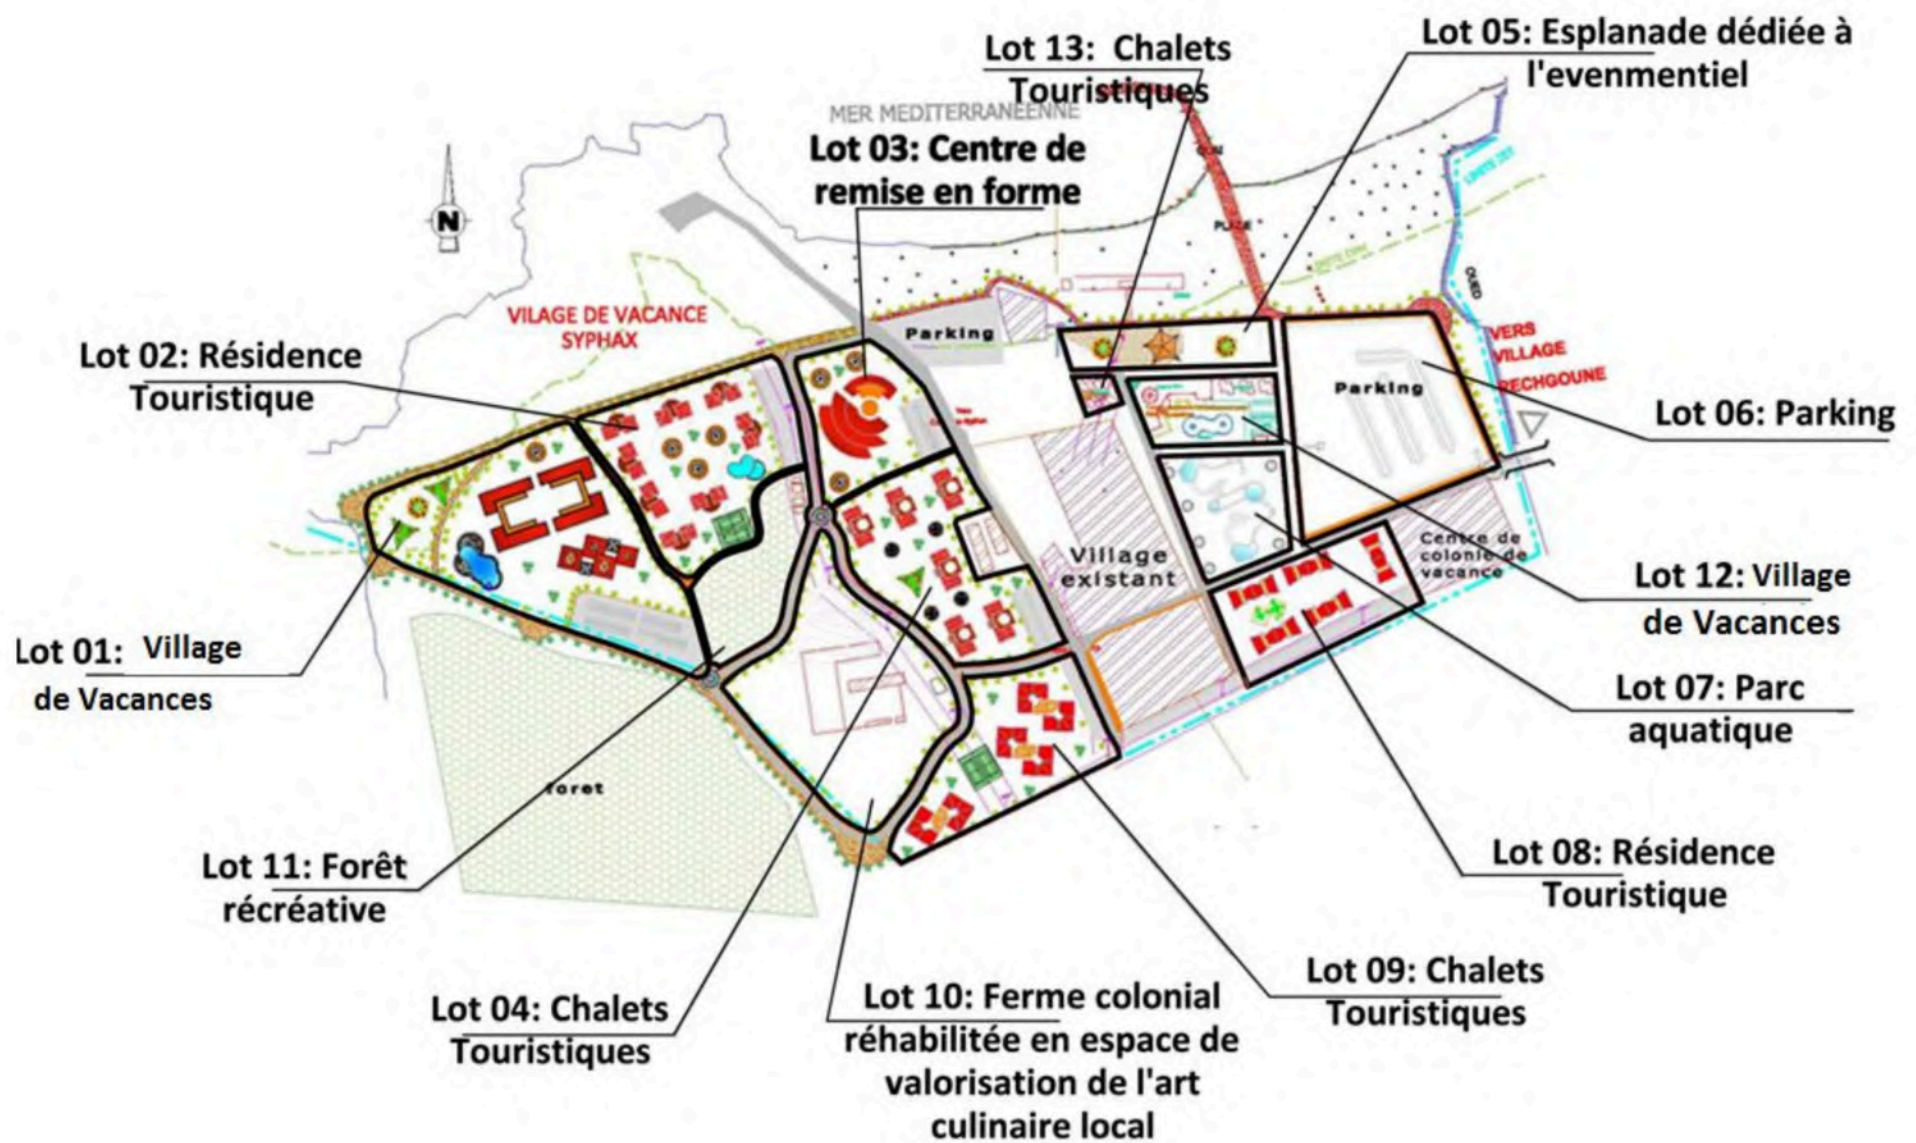 Lot 13: Chalets
Touristiques
Lot 05: Esplanade dédiée à
l'evenmentiel
MER MEDITERRANEENNE
Lot 03: Centre de
remise en forme
N
PLAGE
OUED
VILAGE DE VACANCE
SYPHAX
Parking
VERS
VILLAGE
RECHGOUNE
Lot 02: Résidence
Touristique
Parking
Lot 06: Parking
Village
existant
Centre de
colonie de
vacance
Lot 12: Village
de Vacances
Lot 01: Village
de Vacances
Lot 07: Parc
aquatique
foret
Lot 11: Forêt
récréative
Lot 08: Résidence
Touristique
Lot 04: Chalets
Touristiques
Lot 10: Ferme colonial
réhabilitée en espace de
valorisation de l'art
culinaire local
Lot 09: Chalets
Touristiques